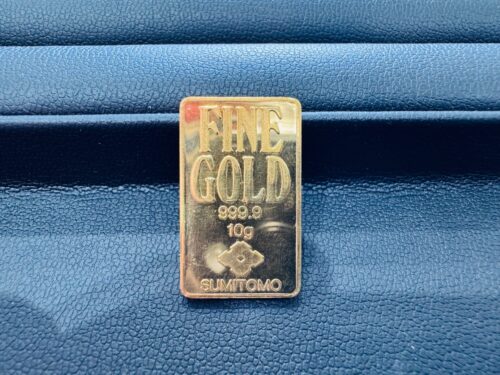 FINE
GOLD
999.9
10g
SUMITOMO